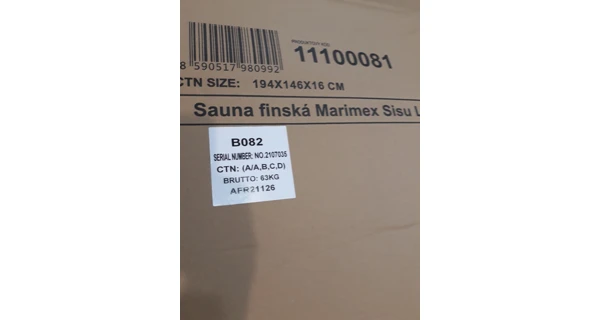 11100081
8 590517 980992
CTN SIZE: 194X146X16 CM
Sauna finská Marimex Sisu L
B082
SERIAL NUMBER: NO.2107035
CTN: (A/A,B,C,D)
BRUTTO: 63KG
AFR21126